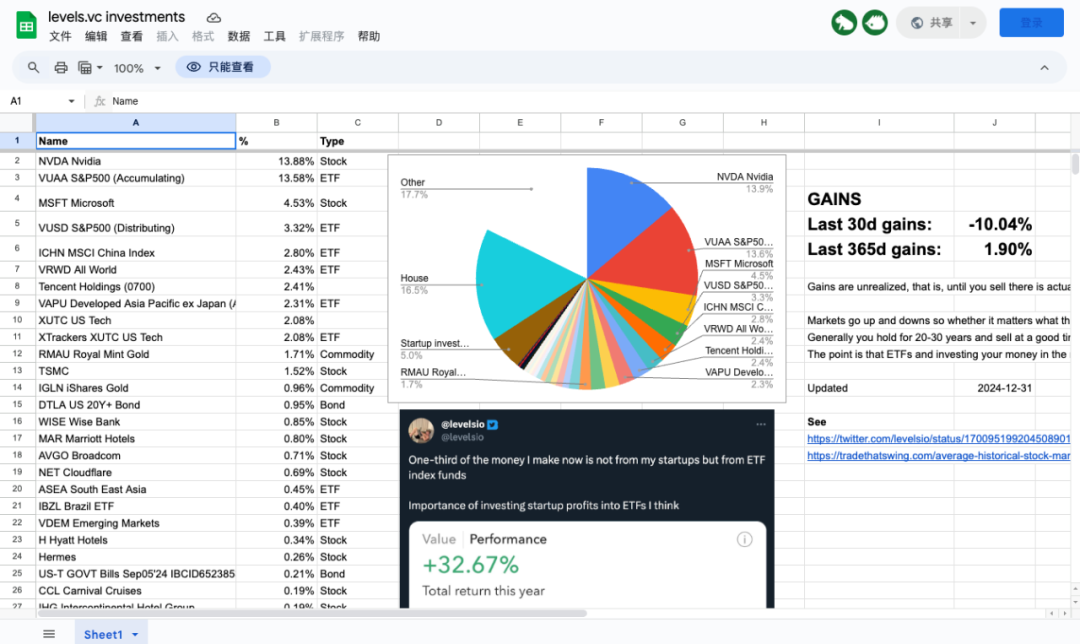 levels.vc investments
文件 编辑 查看 插入 格式 数据 工具 扩展程序 帮助
共享
登录
100%
只能查看
A1
fx Name
A B C D E F G H I J
1 Name % Type
2 NVDA Nvidia 13.88% Stock
3 VUAA S&P500 (Accumulating) 13.58% ETF
4 MSFT Microsoft 4.53% Stock
5 VUSD S&P500 (Distributing) 3.32% ETF
6 ICHN MSCI China Index 2.80% ETF
7 VRWD All World 2.43% ETF
8 Tencent Holdings (0700) 2.41%
9 VAPU Developed Asia Pacific ex Japan (A 2.31% ETF
10 XUTC US Tech 2.08%
11 XTrackers XUTC US Tech 2.08% ETF
12 RMAU Royal Mint Gold 1.71% Commodity
13 TSMC 1.52% Stock
14 IGLN iShares Gold 0.96% Commodity
15 DTLA US 20Y+ Bond 0.95% Bond
16 WISE Wise Bank 0.85% Stock
17 MAR Marriott Hotels 0.80% Stock
18 AVGO Broadcom 0.71% Stock
19 NET Cloudflare 0.69% Stock
20 ASEA South East Asia 0.45% ETF
21 IBZL Brazil ETF 0.40% ETF
22 VDEM Emerging Markets 0.39% ETF
23 H Hyatt Hotels 0.34% Stock
24 Hermes 0.26% Stock
25 US-T GOVT Bills Sep05'24 IBCID652385 0.21% Bond
26 CCL Carnival Cruises 0.19% Stock
27 IHG Intercontinental Hotel Group 0.19% Stock
Other
17.7%
House
16.5%
Startup invest...
5.0%
RMAU Royal...
1.7%
NVDA Nvidia
13.9%
VUAA S&P50...
13.6%
MSFT Microsoft
4.5%
VUSD S&P50...
3.3%
ICHN MSCI C...
2.8%
VRWD All Wo...
2.4%
Tencent Holdi...
2.4%
VAPU Develo...
2.3%
@levelsio
@levelsio
One-third of the money I make now is not from my startups but from ETF
index funds
Importance of investing startup profits into ETFs I think
Value Performance
+32.67%
Total return this year
GAINS
Last 30d gains: -10.04%
Last 365d gains: 1.90%
Gains are unrealized, that is, until you sell there is actua
Markets go up and downs so whether it matters what th
Generally you hold for 20-30 years and sell at a good tir
The point is that ETFs and investing your money in the
Updated 2024-12-31
See
https://twitter.com/levelsio/status/170095199204508901
https://tradethatswing.com/average-historical-stock-mar
Sheet1